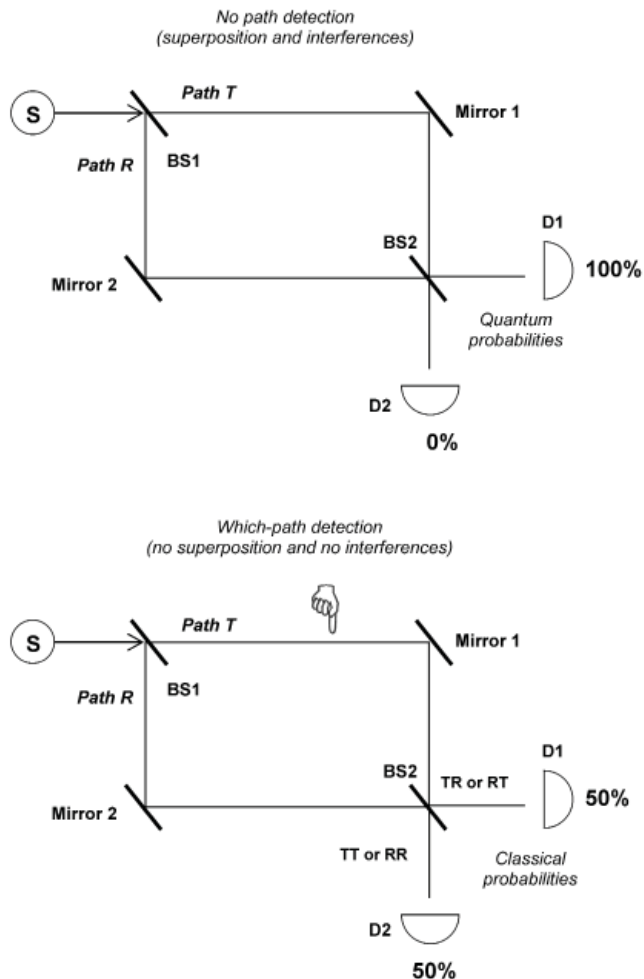 No path detection
(superposition and interferences)
S
Path T
Mirror 1
Path R
BS1
D1
BS2
100%
Mirror 2
Quantum
probabilities
D2
0%
Which-path detection
(no superposition and no interferences)
S
Path T
Mirror 1
Path R
BS1
D1
BS2
TR or RT
50%
Mirror 2
TT or RR
Classical
probabilities
D2
50%